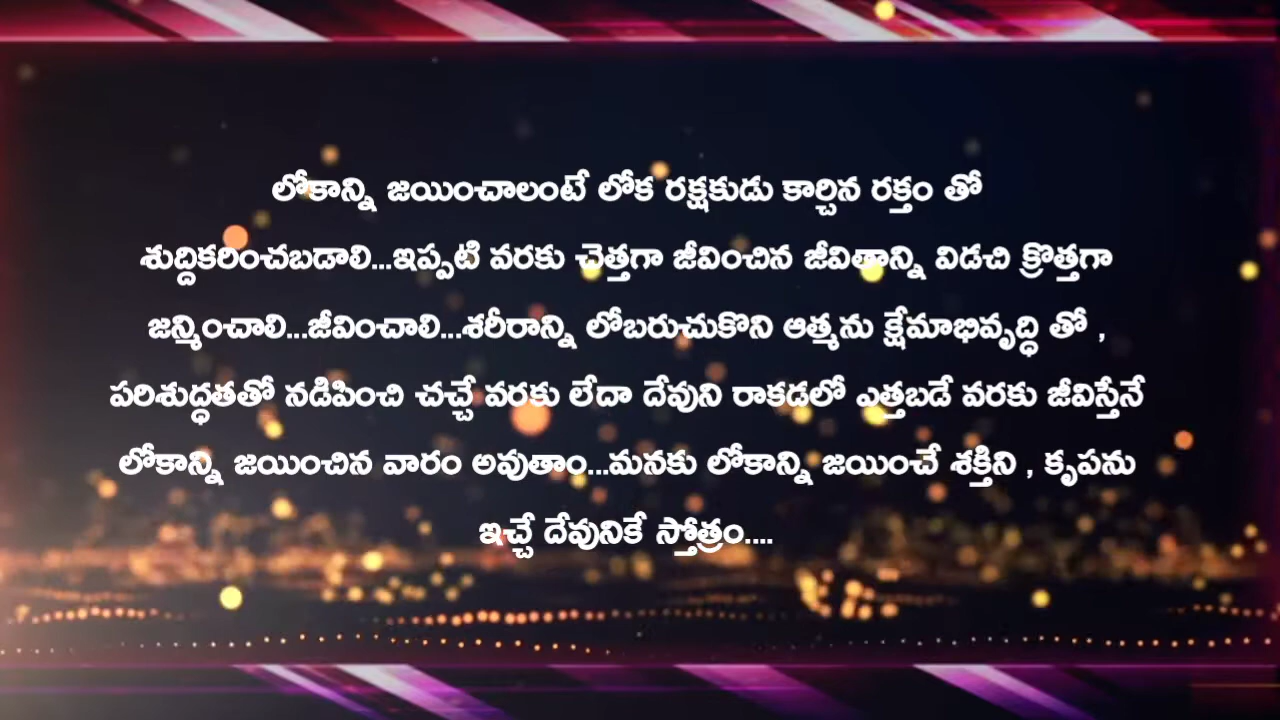 లోకాన్ని జయించాలంటే లోక రక్షకుడు కార్చిన రక్తం తో
శుద్దికరించబడాలి...ఇప్పటి వరకు చెత్తగా జీవించిన జీవితాన్ని విడచి క్రొత్తగా
జన్మించాలి...జీవించాలి...శరీరాన్ని లోబరుచుకొని ఆత్మను క్షేమాభివృద్ధి తో ,
పరిశుద్ధతతో నడిపించి చచ్చే వరకు లేదా దేవుని రాకడలో ఎత్తబడే వరకు జీవిస్తేనే
లోకాన్ని జయించిన వారం అవుతాం...మనకు లోకాన్ని జయించే శక్తిని , కృపను
ఇచ్చే దేవునికే స్తోత్రం....